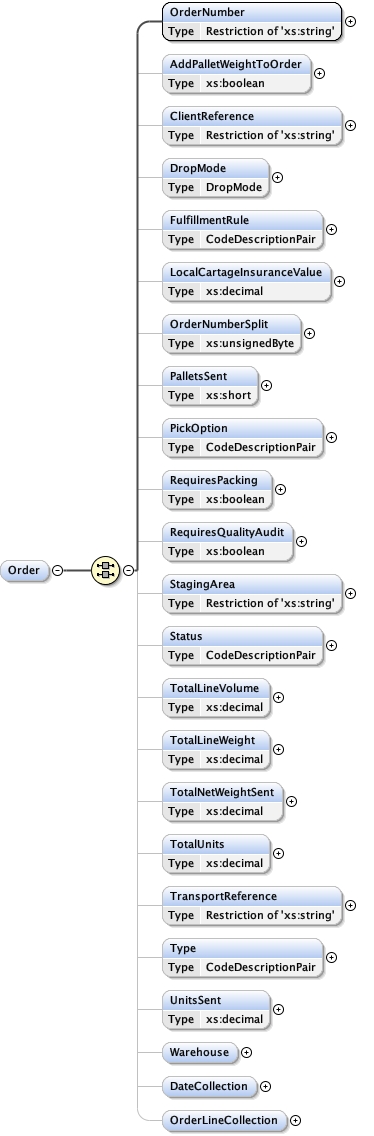 OrderNumber
Type Restriction of 'xs:string'
AddPalletWeightToOrder
Type xs:boolean
ClientReference
Type Restriction of 'xs:string'
DropMode
Type DropMode
FulfillmentRule
Type CodeDescriptionPair
LocalCartageInsuranceValue
Type xs:decimal
OrderNumberSplit
Type xs:unsignedByte
PalletsSent
Type xs:short
PickOption
Type CodeDescriptionPair
RequiresPacking
Type xs:boolean
RequiresQualityAudit
Type xs:boolean
Order
StagingArea
Type Restriction of 'xs:string'
Status
Type CodeDescriptionPair
TotalLineVolume
Type xs:decimal
TotalLineWeight
Type xs:decimal
TotalNetWeightSent
Type xs:decimal
TotalUnits
Type xs:decimal
TransportReference
Type Restriction of 'xs:string'
Type
Type CodeDescriptionPair
UnitsSent
Type xs:decimal
Warehouse
DateCollection
OrderLineCollection